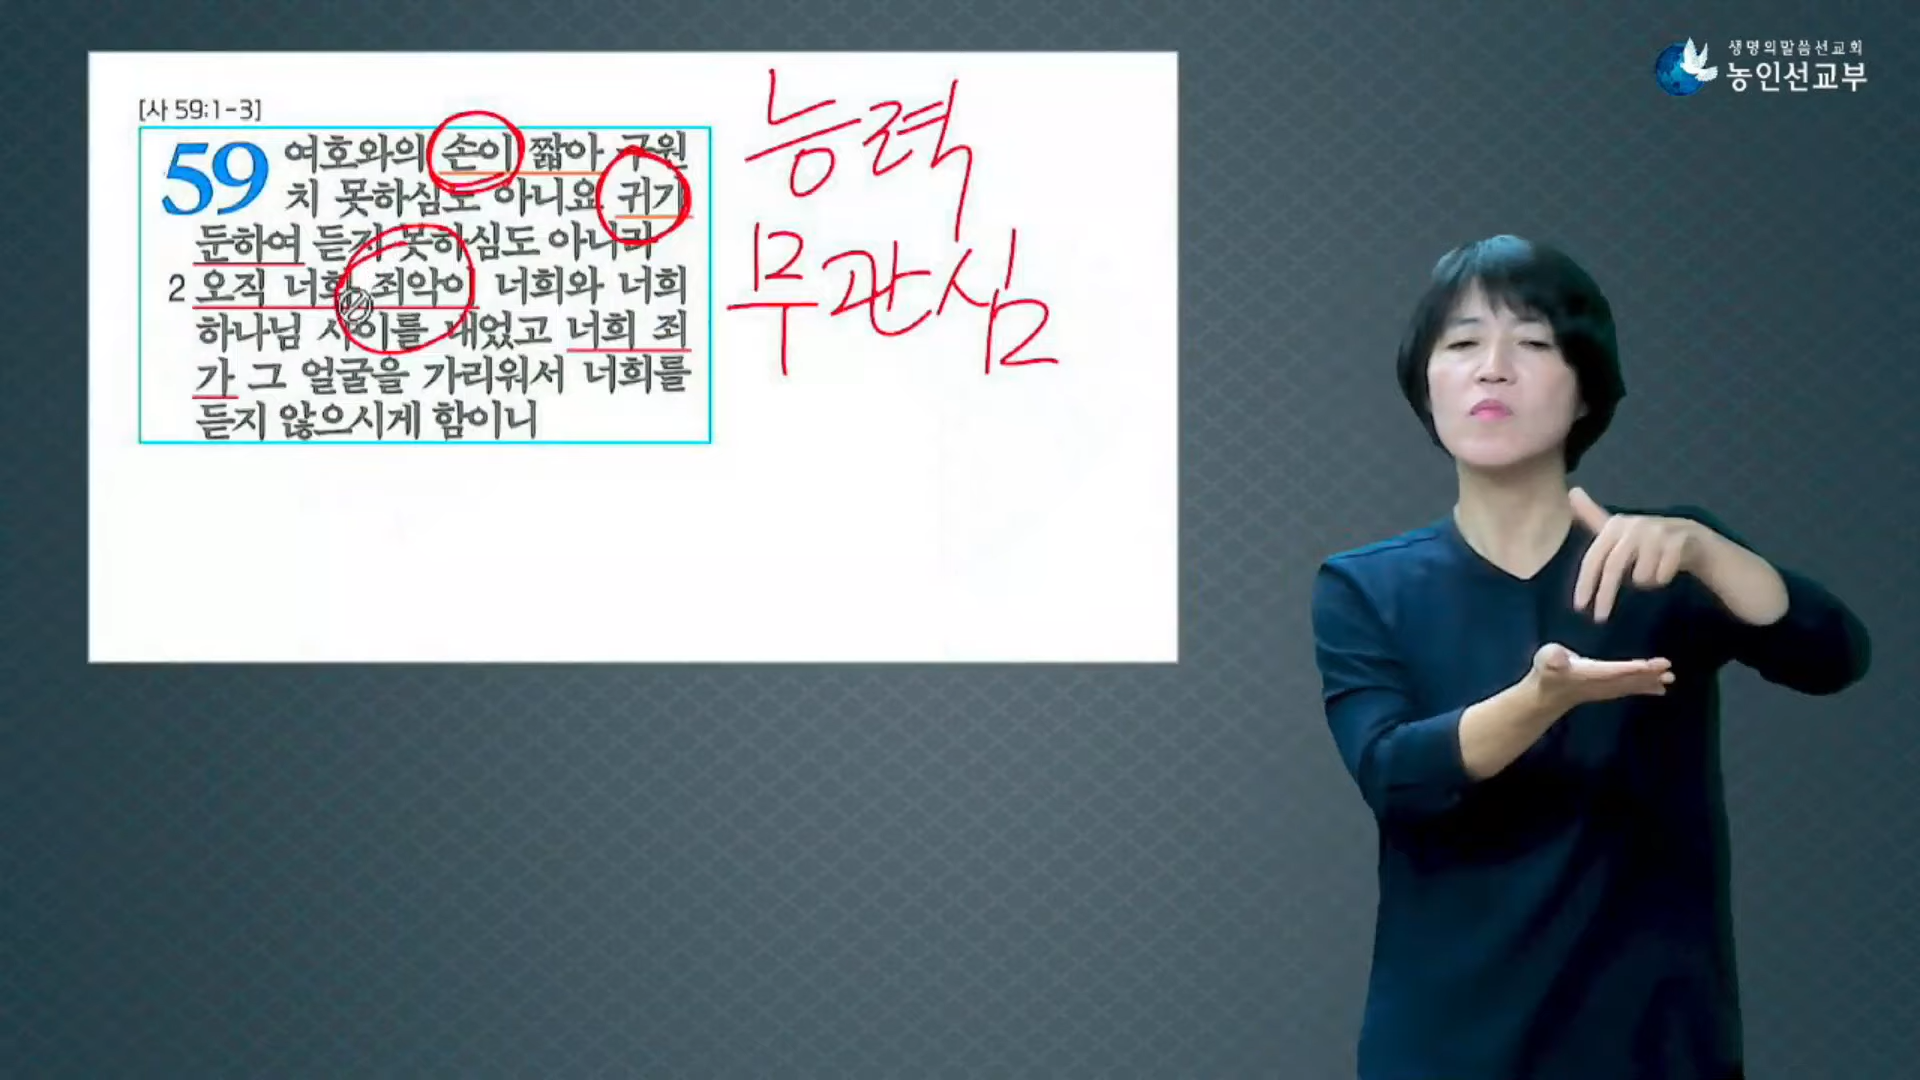 [사 59:1-3]
59 여호와의 손이 짧아 구원
치 못하심도 아니요 귀가
둔하여 듣지 못하심도 아니라
2 오직 너희 죄악이 너희와 너희
하나님 사이를 내었고 너희 죄
가 그 얼굴을 가리워서 너희를
듣지 않으시게 함이니
능력
무관심
생명의말씀선교회
농인선교부